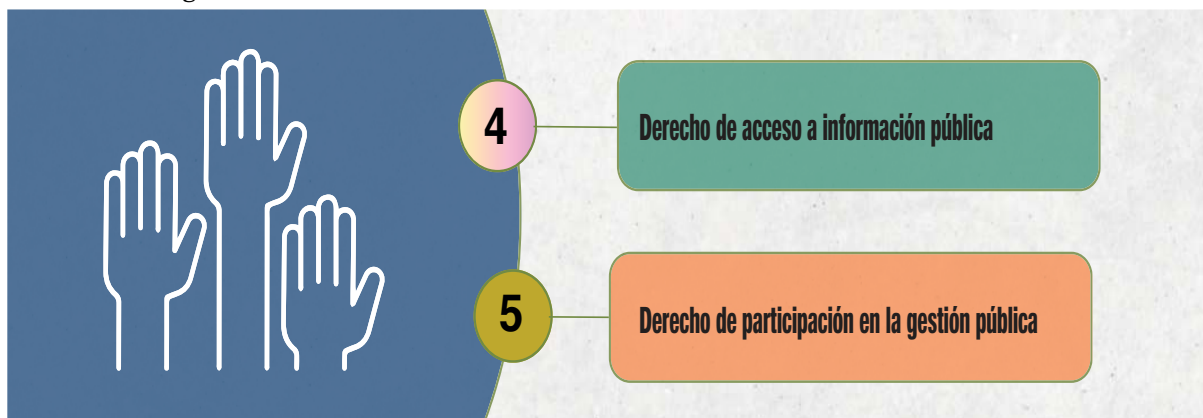 4
Derecho de acceso a información pública
5
Derecho de participación en la gestión pública